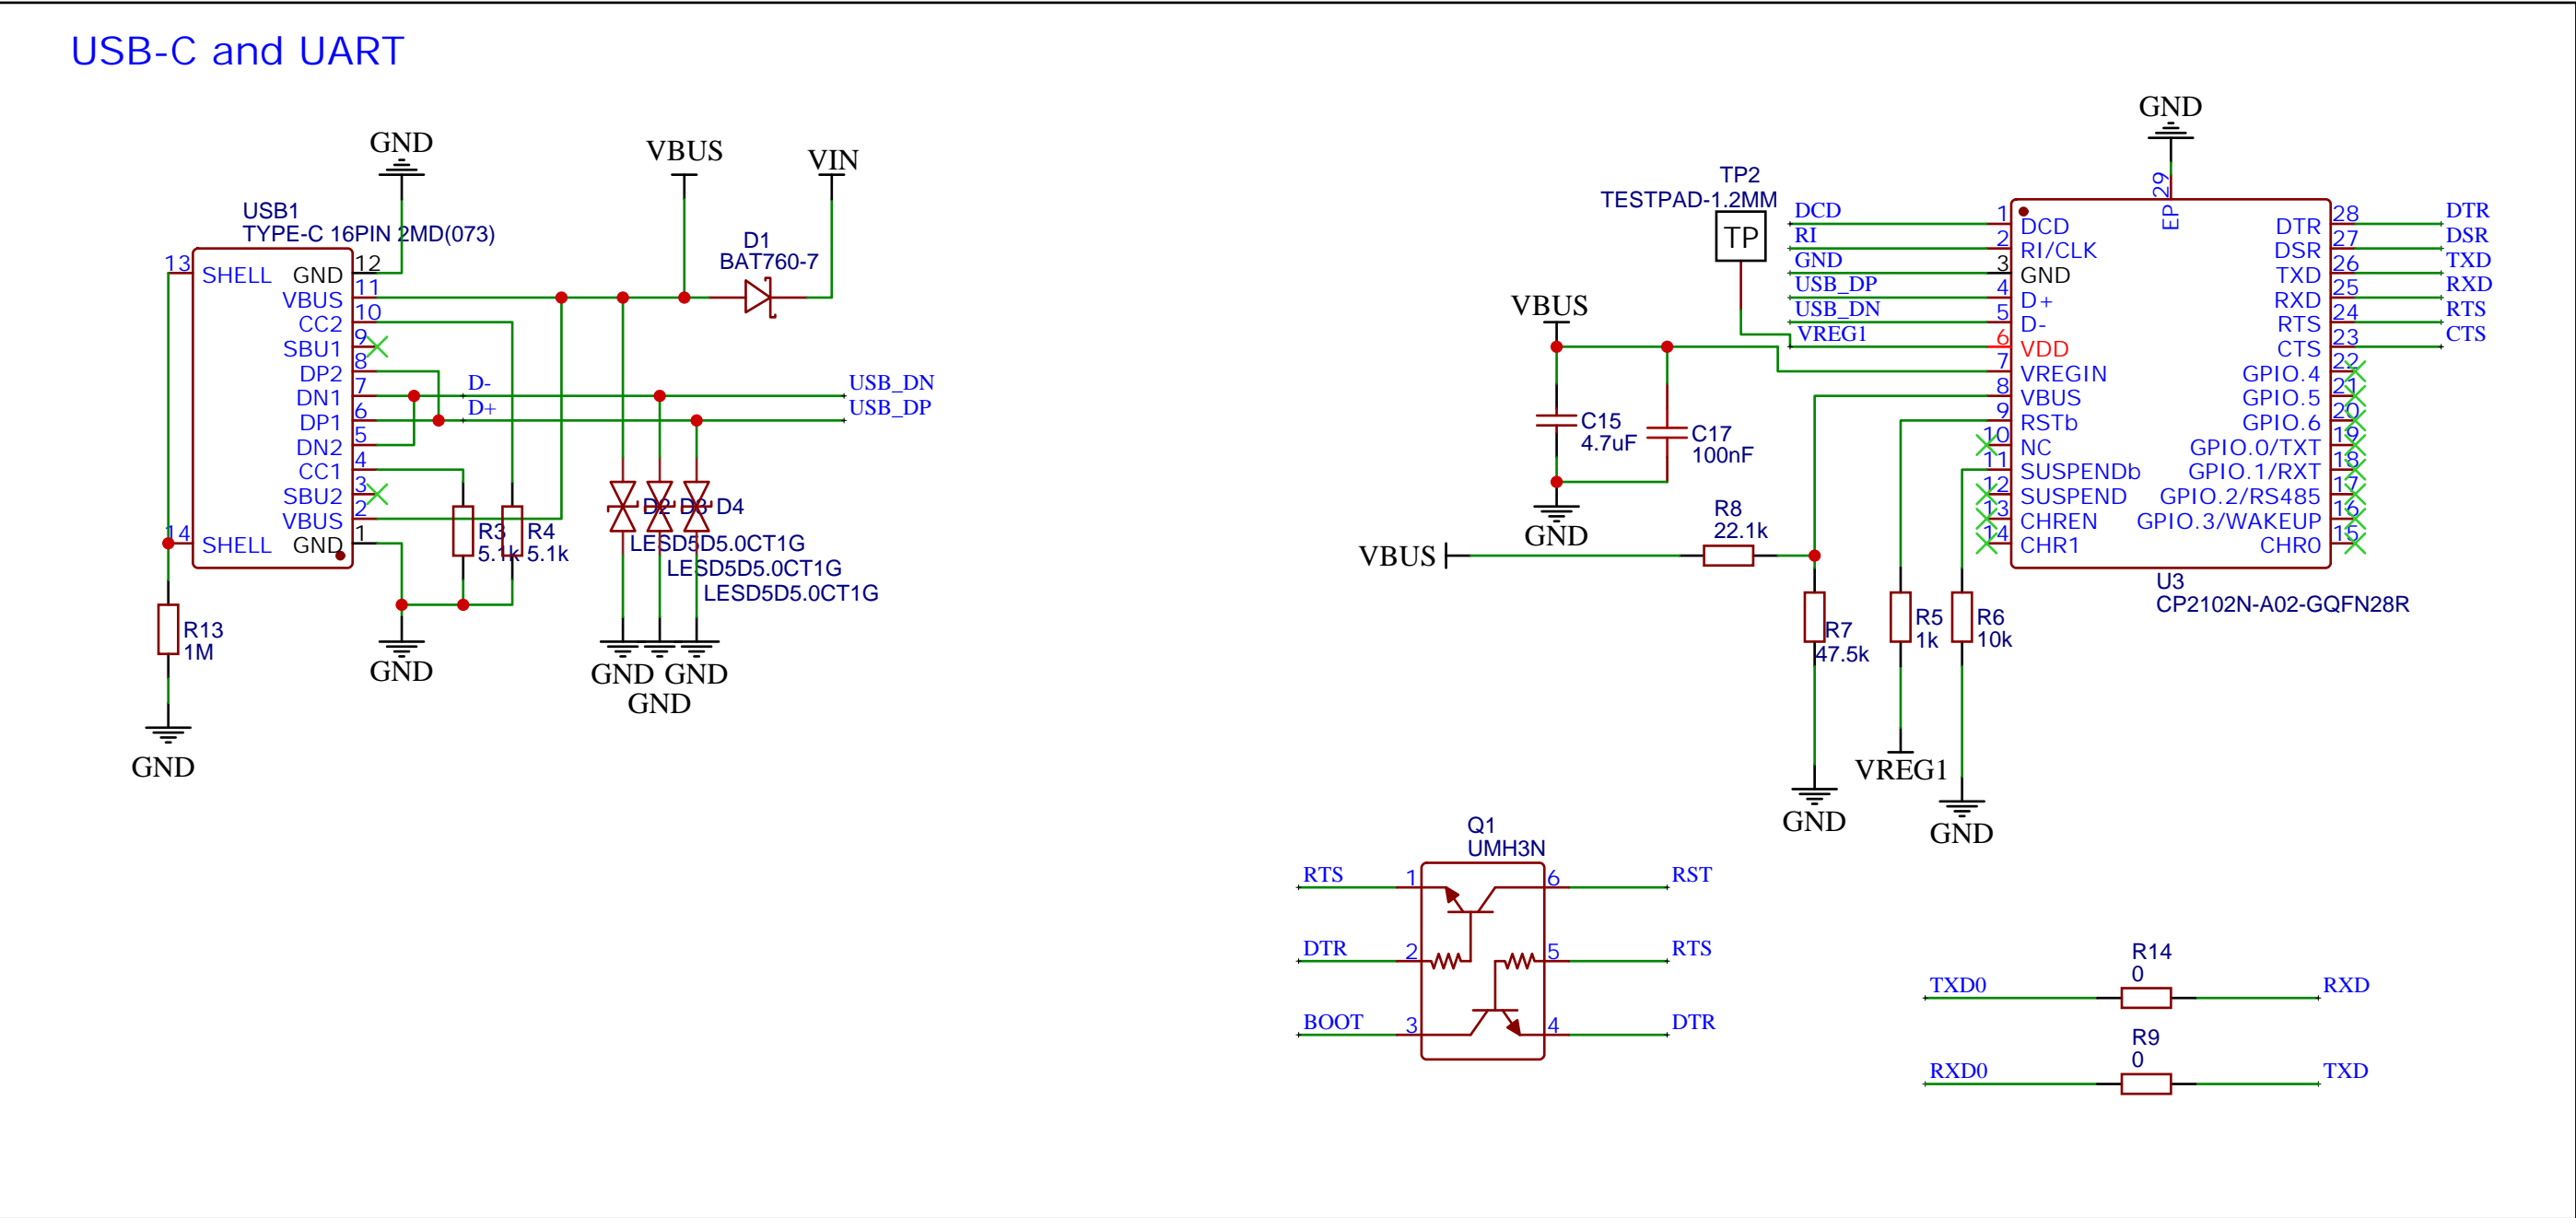 USB-C and UART
GND
VBUS
VIN
USB1
TYPE-C 16PIN 2MD(073)
D1
BAT760-7
13
SHELL
14
SHELL
GND 12
VBUS 11
CC2 10
SBU1 9
DP2 8
DN1 7
DP1 6
DN2 5
CC1 4
SBU2 3
VBUS 2
GND 1
D-
D+
USB_DN
USB_DP
R3
5.1k
R4
5.1k
D2 D3 D4
LESD5D5.0CT1G
LESD5D5.0CT1G
LESD5D5.0CT1G
R13
1M
GND
GND
GND GND
GND
TP2
TESTPAD-1.2MM
TP
VBUS
C15
4.7uF
C17
100nF
GND
VBUS
R8
22.1k
R7
47.5k
GND
R5
1k
VREG1
R6
10k
GND
GND
29
EP
DCD 1 DCD
RI 2 RI/CLK
GND 3 GND
USB_DP 4 D+
USB_DN 5 D-
VREG1 6 VDD
7 VREGIN
8 VBUS
9 RSTb
10 NC
11 SUSPENDb
12 SUSPEND
13 CHREN
14 CHR1
DTR 28 DTR
DSR 27 DSR
TXD 26 TXD
RXD 25 RXD
RTS 24 RTS
CTS 23 CTS
GPIO.4 22
GPIO.5 21
GPIO.6 20
GPIO.0/TXT 19
GPIO.1/RXT 18
GPIO.2/RS485 17
GPIO.3/WAKEUP 16
CHR0 15
U3
CP2102N-A02-GQFN28R
Q1
UMH3N
RTS 1 6 RST
DTR 2 5 RTS
BOOT 3 4 DTR
R14
0
TXD0 RXD
R9
0
RXD0 TXD